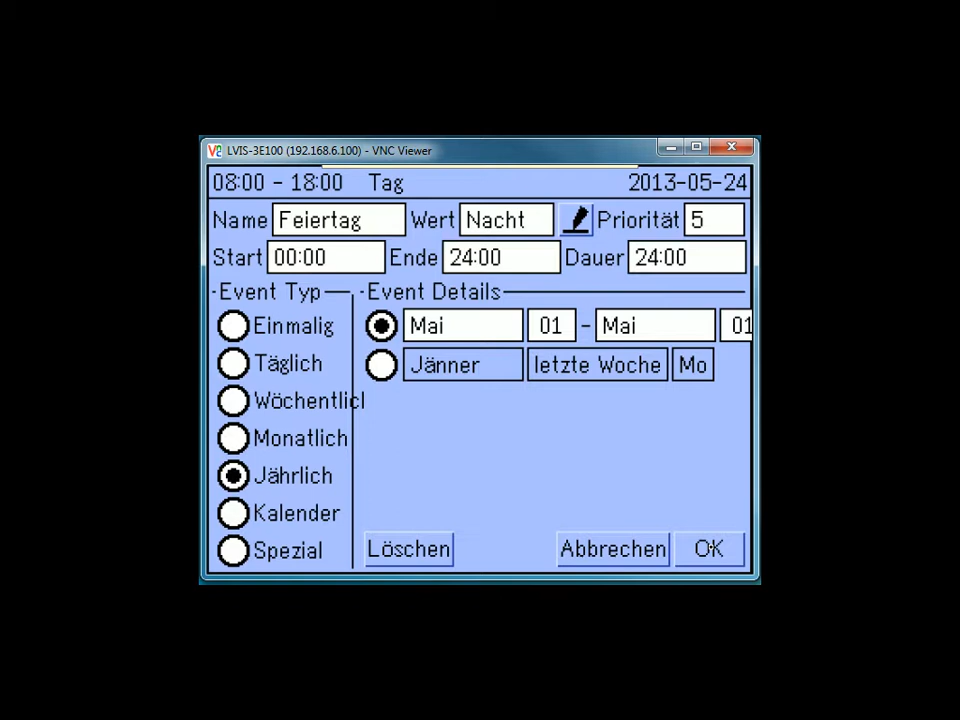 LVIS-3E100 (192.168.6.100) - VNC Viewer
08:00 - 18:00 Tag 2013-05-24
Name Feiertag Wert Nacht Priorität 5
Start 00:00 Ende 24:00 Dauer 24:00
Event Typ Event Details
Einmalig Mai 01 - Mai 01
Täglich Jänner letzte Woche Mo
Wöchentlicl
Monatlich
Jährlich
Kalender
Spezial Löschen Abbrechen OK